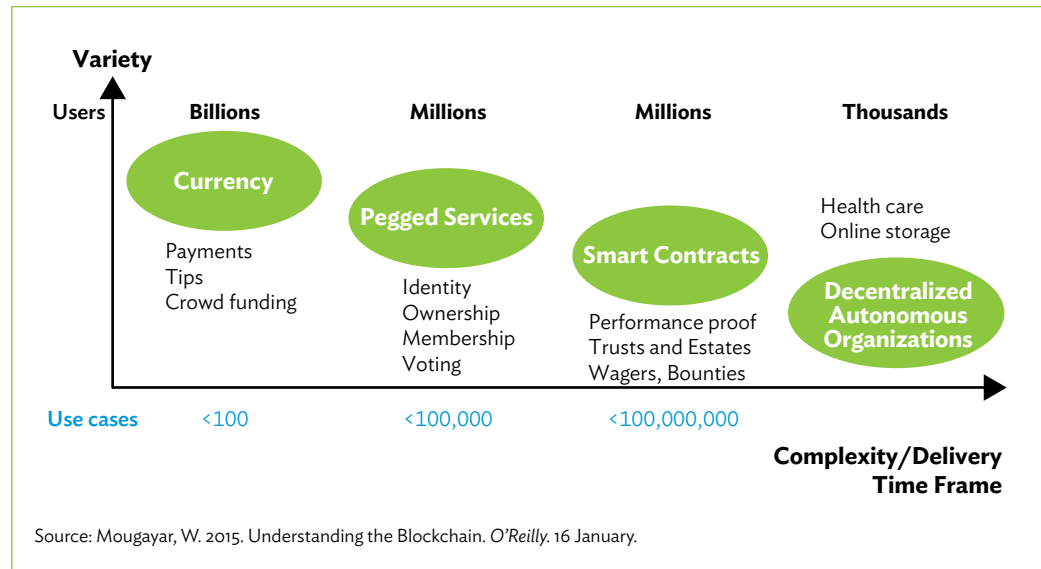 Variety
Users Billions Millions Millions Thousands
Currency
Payments
Tips
Crowd funding
Pegged Services
Identity
Ownership
Membership
Voting
Smart Contracts
Performance proof
Trusts and Estates
Wagers, Bounties
Health care
Online storage
Decentralized
Autonomous
Organizations
Use cases <100 <100,000 <100,000,000
Complexity/Delivery
Time Frame
Source: Mougayar, W. 2015. Understanding the Blockchain. O’Reilly. 16 January.